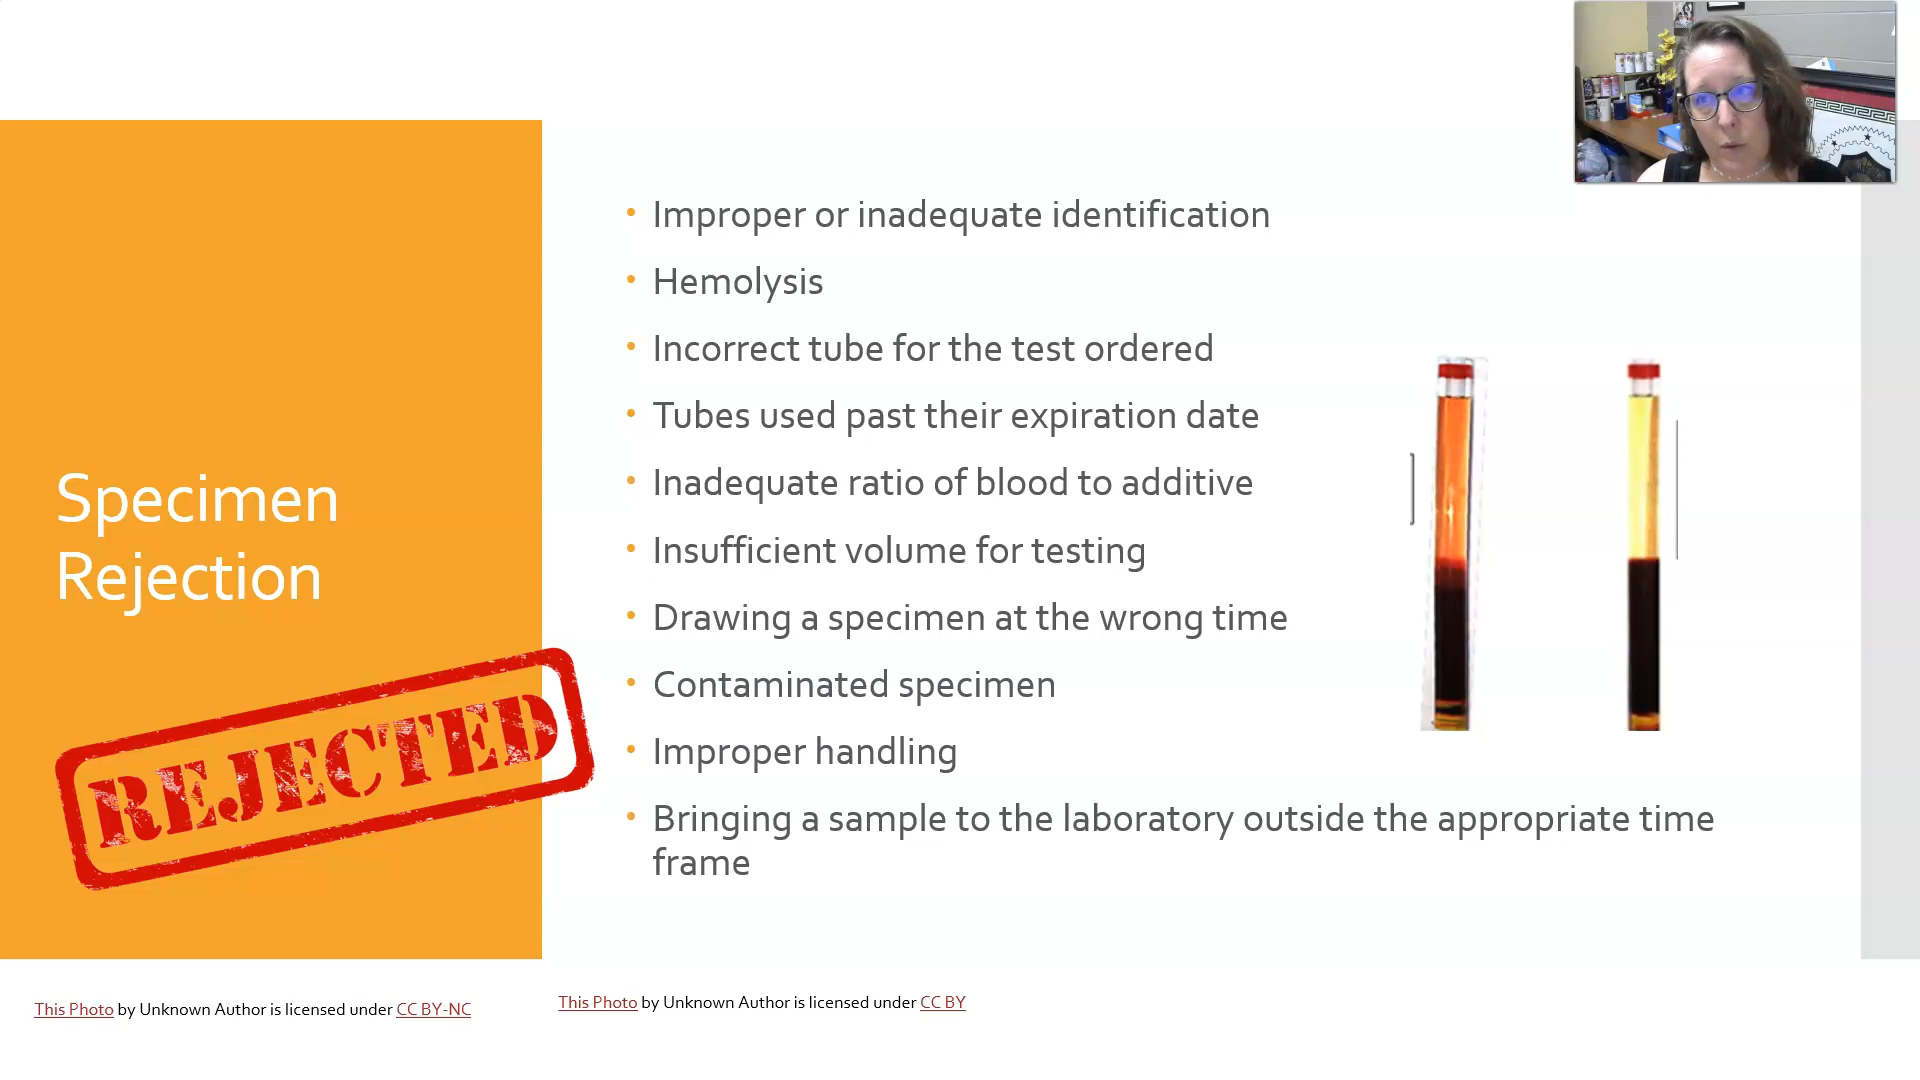 Specimen
Rejection
REJECTED
• Improper or inadequate identification
• Hemolysis
• Incorrect tube for the test ordered
• Tubes used past their expiration date
• Inadequate ratio of blood to additive
• Insufficient volume for testing
• Drawing a specimen at the wrong time
• Contaminated specimen
• Improper handling
• Bringing a sample to the laboratory outside the appropriate time
frame
This Photo by Unknown Author is licensed under CC BY-NC
This Photo by Unknown Author is licensed under CC BY